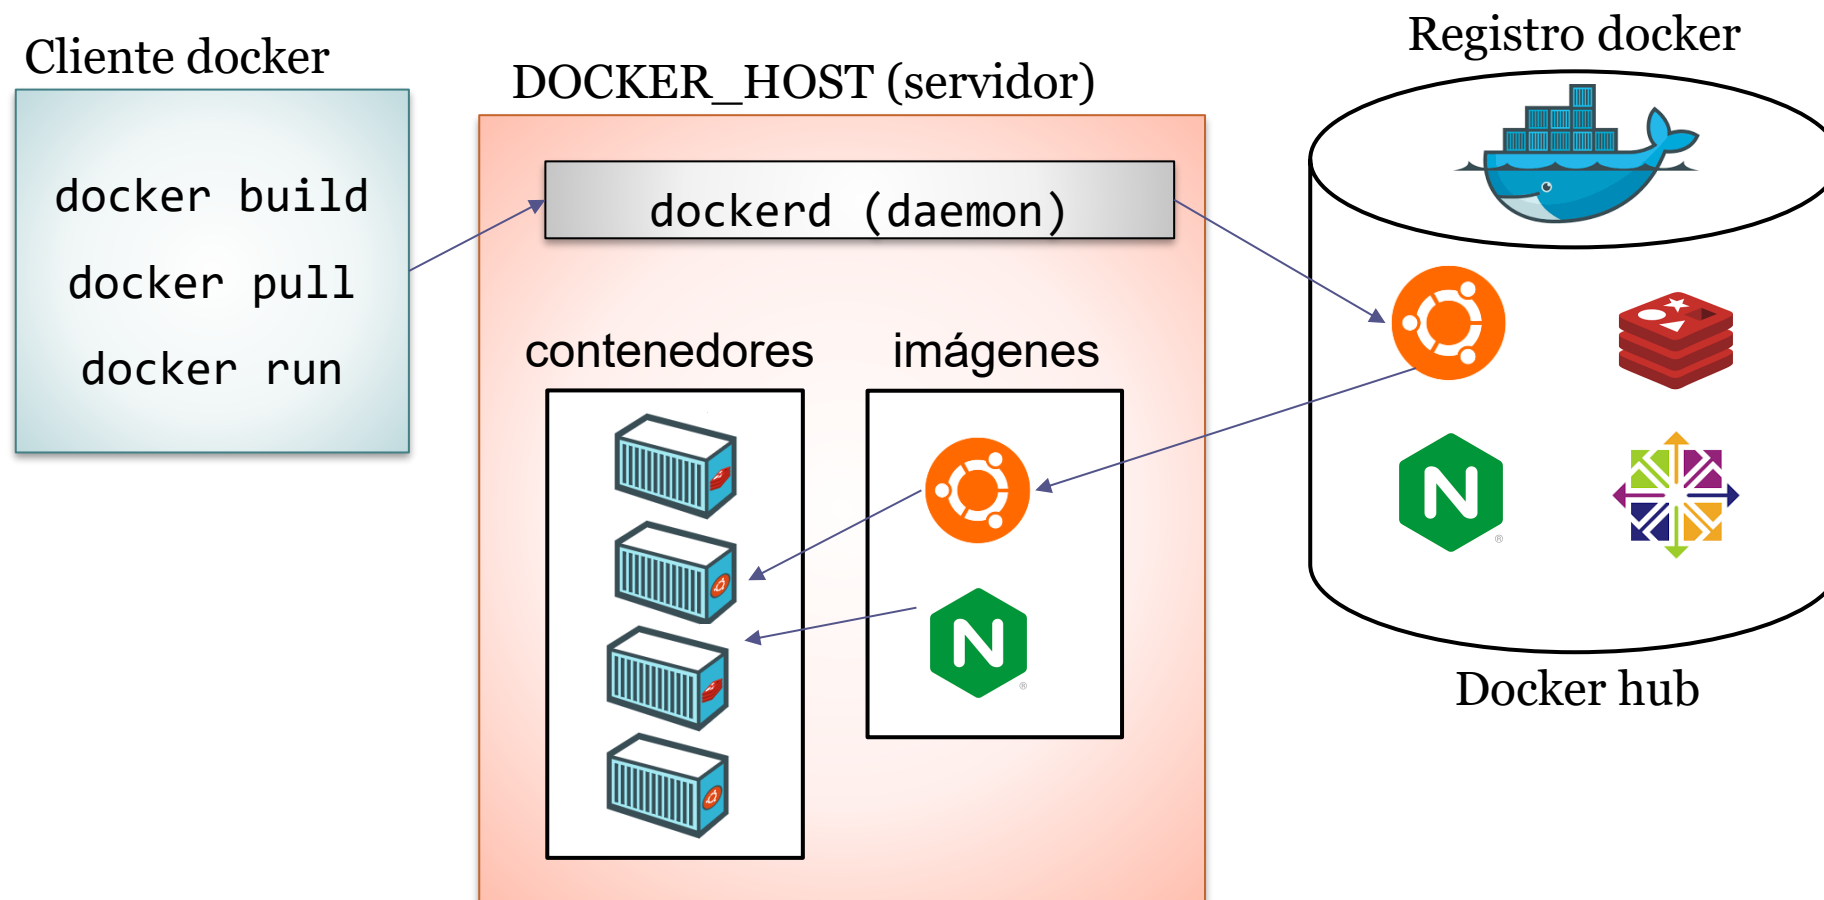 Cliente docker
docker build
docker pull
docker run
DOCKER_HOST (servidor)
dockerd (daemon)
contenedores
imágenes
N
®
Registro docker
N
®
Docker hub